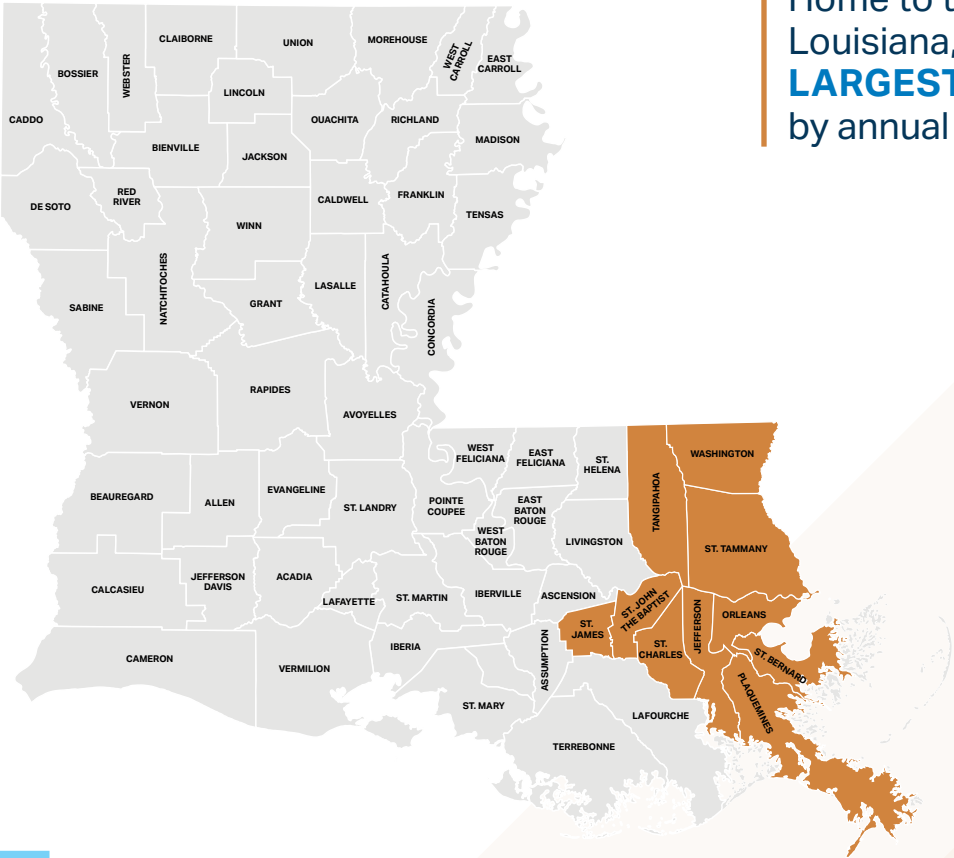 Home to t
Louisiana,
LARGEST
by annual
CLAIBORNE
UNION
MOREHOUSE
WEST
CARROLL
EAST
CARROLL
BOSSIER
WEBSTER
LINCOLN
CADDO
OUACHITA
RICHLAND
MADISON
BIENVILLE
JACKSON
DE SOTO
RED
RIVER
CALDWELL
FRANKLIN
TENSAS
WINN
NATCHITOCHES
LASALLE
CATAHOULA
SABINE
GRANT
CONCORDIA
VERNON
RAPIDES
AVOYELLES
WEST
FELICIANA
EAST
FELICIANA
ST.
HELENA
TANGIPAHOA
WASHINGTON
BEAUREGARD
ALLEN
EVANGELINE
ST. LANDRY
POINTE
COUPEE
EAST
BATON
ROUGE
WEST
BATON
ROUGE
LIVINGSTON
ST. TAMMANY
CALCASIEU
JEFFERSON
DAVIS
ACADIA
LAFAYETTE
ST. MARTIN
IBERVILLE
ASCENSION
ST. JOHN
THE BAPTIST
ST.
JAMES
JEFFERSON
ORLEANS
CAMERON
VERMILION
IBERIA
ASSUMPTION
ST.
CHARLES
ST. BERNARD
PLAQUEMINES
ST. MARY
LAFOURCHE
TERREBONNE